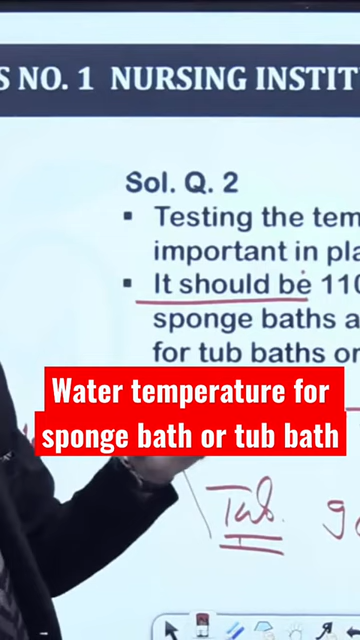 S NO. 1 NURSING INSTIT
Sol. Q. 2
▪ Testing the tem
important in pla
▪ It should be 110
sponge baths a
for tub baths or
Water temperature for
sponge bath or tub bath
Tub.